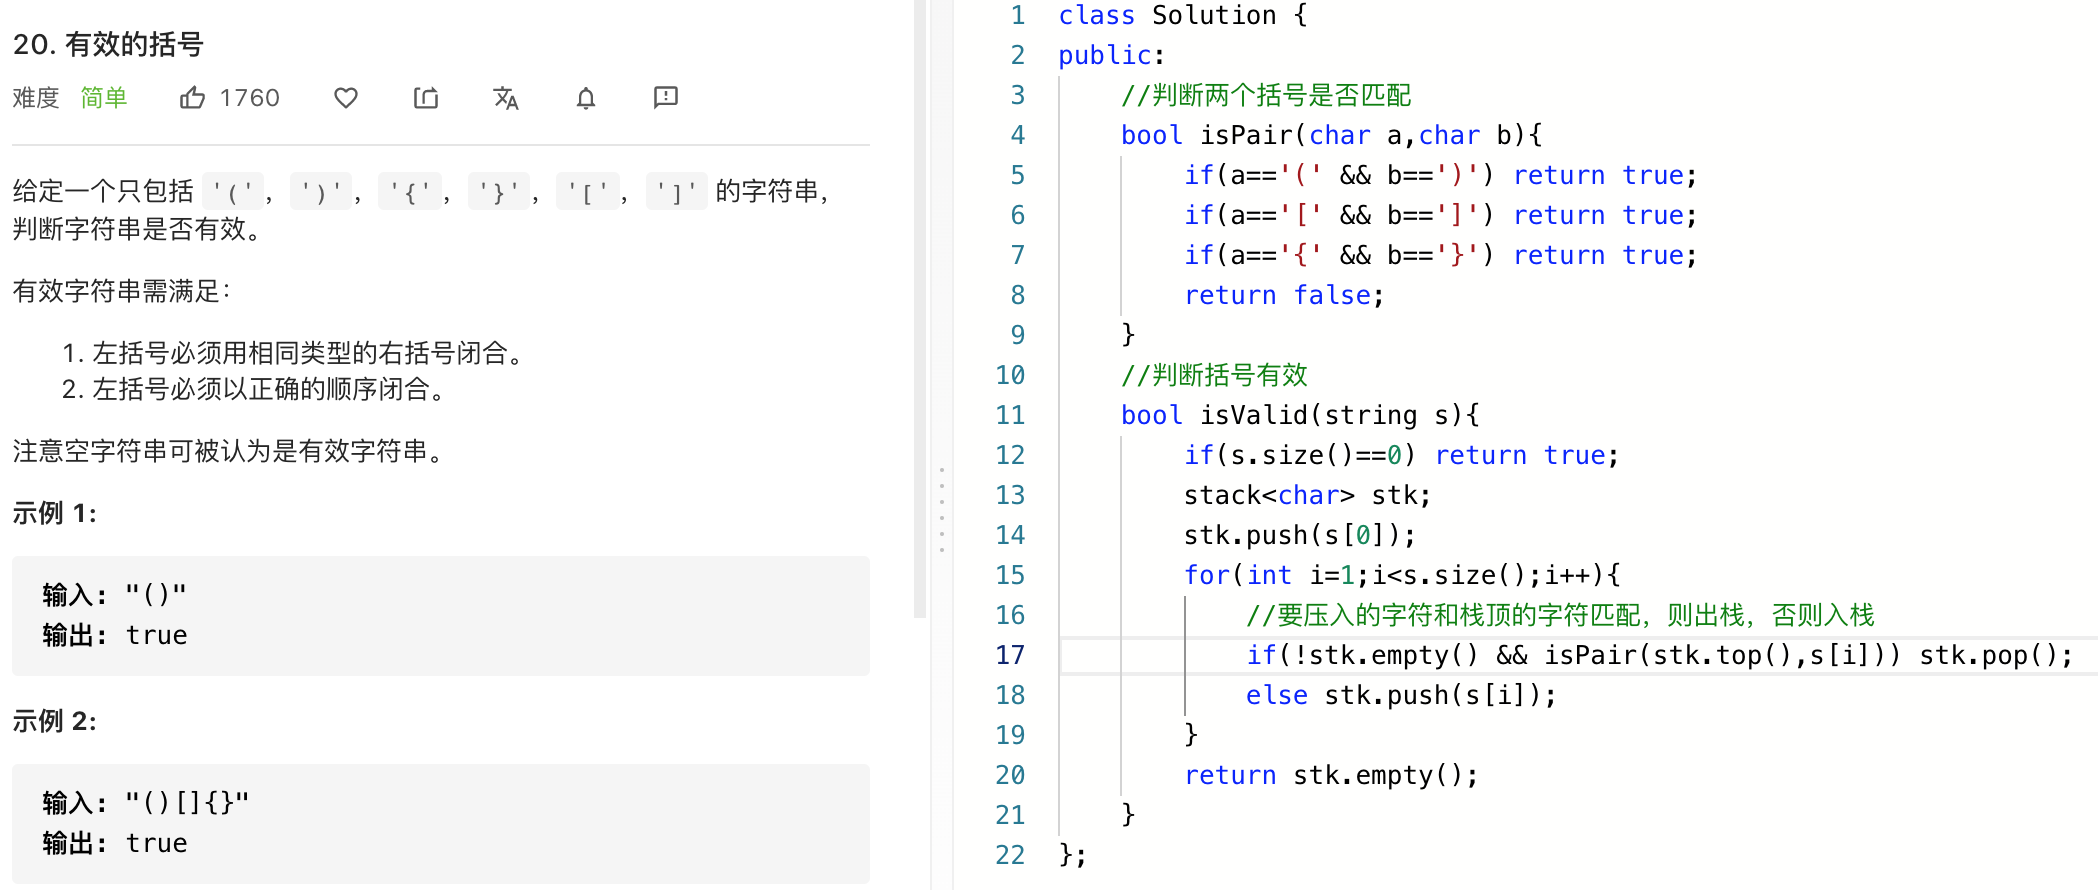 20. 有效的括号
难度 简单 1760
给定一个只包括 '(', ')', '{', '}', '[', ']' 的字符串,
判断字符串是否有效。
有效字符串需满足:
1. 左括号必须用相同类型的右括号闭合。
2. 左括号必须以正确的顺序闭合。
注意空字符串可被认为是有效字符串。
示例 1:
输入: "()"
输出: true
示例 2:
输入: "()[]{}"
输出: true
1 class Solution {
2 public:
3     //判断两个括号是否匹配
4     bool isPair(char a,char b){
5         if(a=='(' && b==')') return true;
6         if(a=='[' && b==']') return true;
7         if(a=='{' && b=='}') return true;
8         return false;
9     }
10     //判断括号有效
11     bool isValid(string s){
12         if(s.size()==0) return true;
13         stack<char> stk;
14         stk.push(s[0]);
15         for(int i=1;i<s.size();i++){
16             //要压入的字符和栈顶的字符匹配，则出栈，否则入栈
17             if(!stk.empty() && isPair(stk.top(),s[i])) stk.pop();
18             else stk.push(s[i]);
19         }
20         return stk.empty();
21     }
22 };